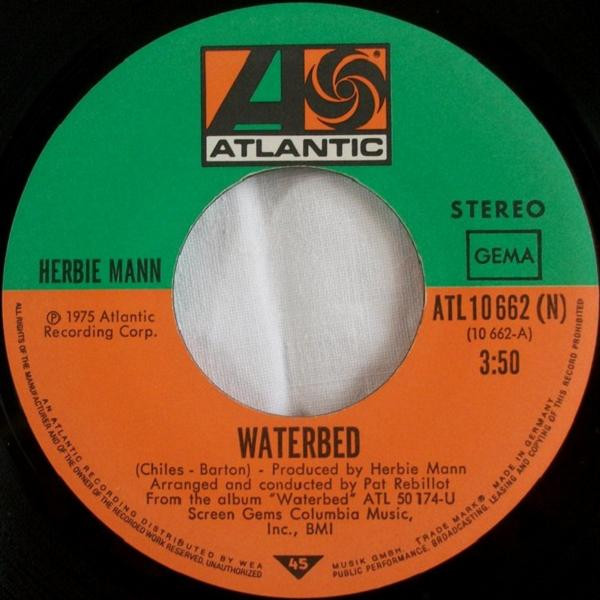 ATLANTIC
STEREO
GEMA
HERBIE MANN
ATL 10 662 (N)
(10 662-A)
3:50
℗ 1975 Atlantic
Recording Corp.
WATERBED
(Chiles - Barton) - Produced by Herbie Mann
Arranged and conducted by Pat Rebillot
From the album "Waterbed" ATL 50 174-U
Screen Gems Columbia Music,
Inc., BMI
45
AN ATLANTIC RECORDING DISTRIBUTED BY WEA MUSIK GMBH. TRADE MARK® MADE IN GERMANY
ALL RIGHTS OF THE MANUFACTURER AND OF THE OWNER OF THE RECORDED WORK RESERVED, UNAUTHORIZED PUBLIC PERFORMANCE, BROADCASTING, LEASING AND COPYING OF THIS RECORD PROHIBITED